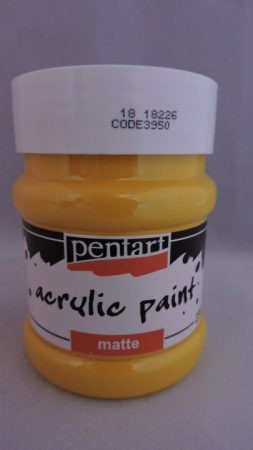 18 18226
CODE3950
pentart
acrylic paint
matte